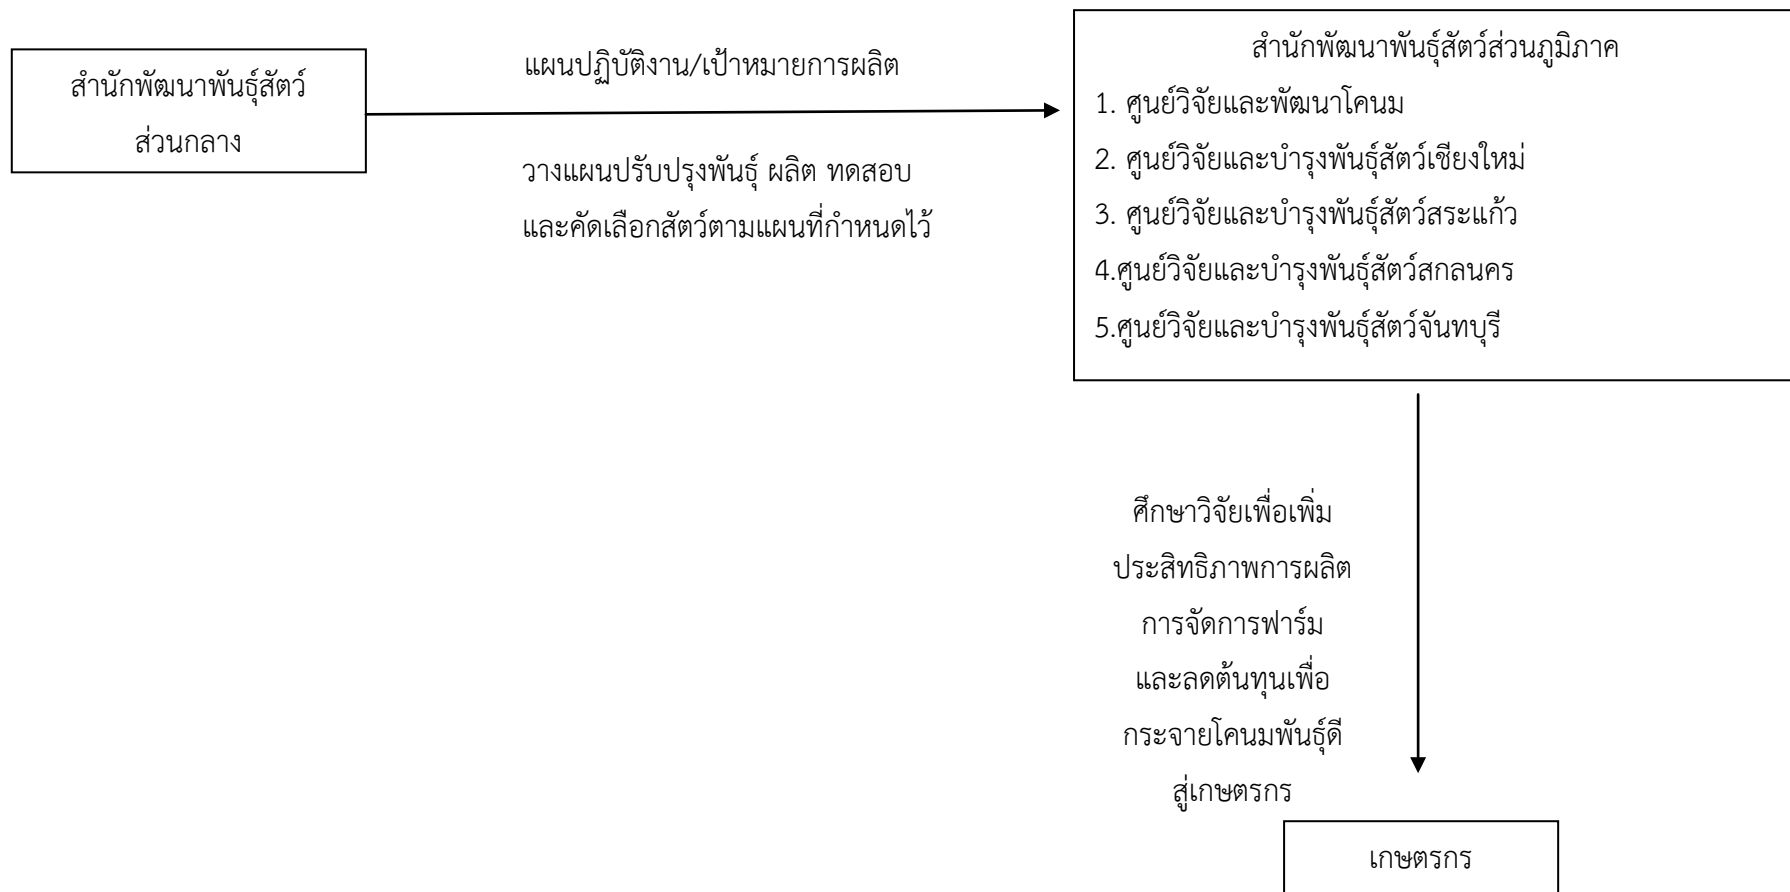 สำนักพัฒนาพันธุ์สัตว์
ส่วนกลาง
แผนปฏิบัติงาน/เป้าหมายการผลิต
วางแผนปรับปรุงพันธุ์ ผลิต ทดสอบ
และคัดเลือกสัตว์ตามแผนที่กำหนดไว้
สำนักพัฒนาพันธุ์สัตว์ส่วนภูมิภาค
1. ศูนย์วิจัยและพัฒนาโคนม
2. ศูนย์วิจัยและบำรุงพันธุ์สัตว์เชียงใหม่
3. ศูนย์วิจัยและบำรุงพันธุ์สัตว์สระแก้ว
4.ศูนย์วิจัยและบำรุงพันธุ์สัตว์สกลนคร
5.ศูนย์วิจัยและบำรุงพันธุ์สัตว์จันทบุรี
ศึกษาวิจัยเพื่อเพิ่ม
ประสิทธิภาพการผลิต
การจัดการฟาร์ม
และลดต้นทุนเพื่อ
กระจายโคนมพันธุ์ดี
สู่เกษตรกร
เกษตรกร